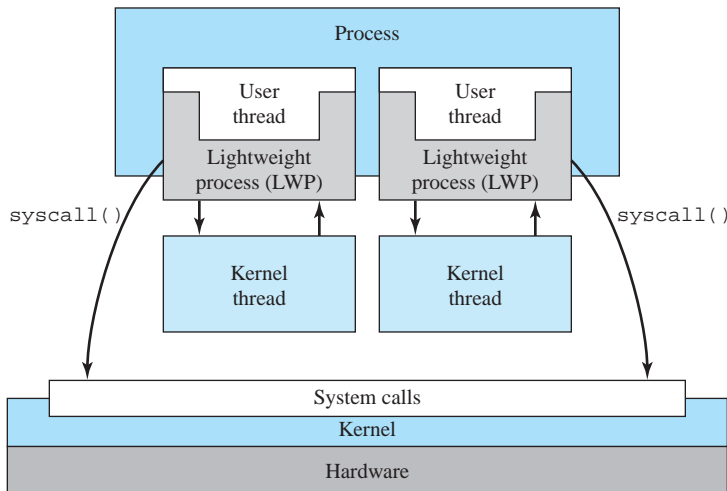 Process
User
thread
User
thread
Lightweight
process (LWP)
Lightweight
process (LWP)
syscall()
syscall()
Kernel
thread
Kernel
thread
System calls
Kernel
Hardware